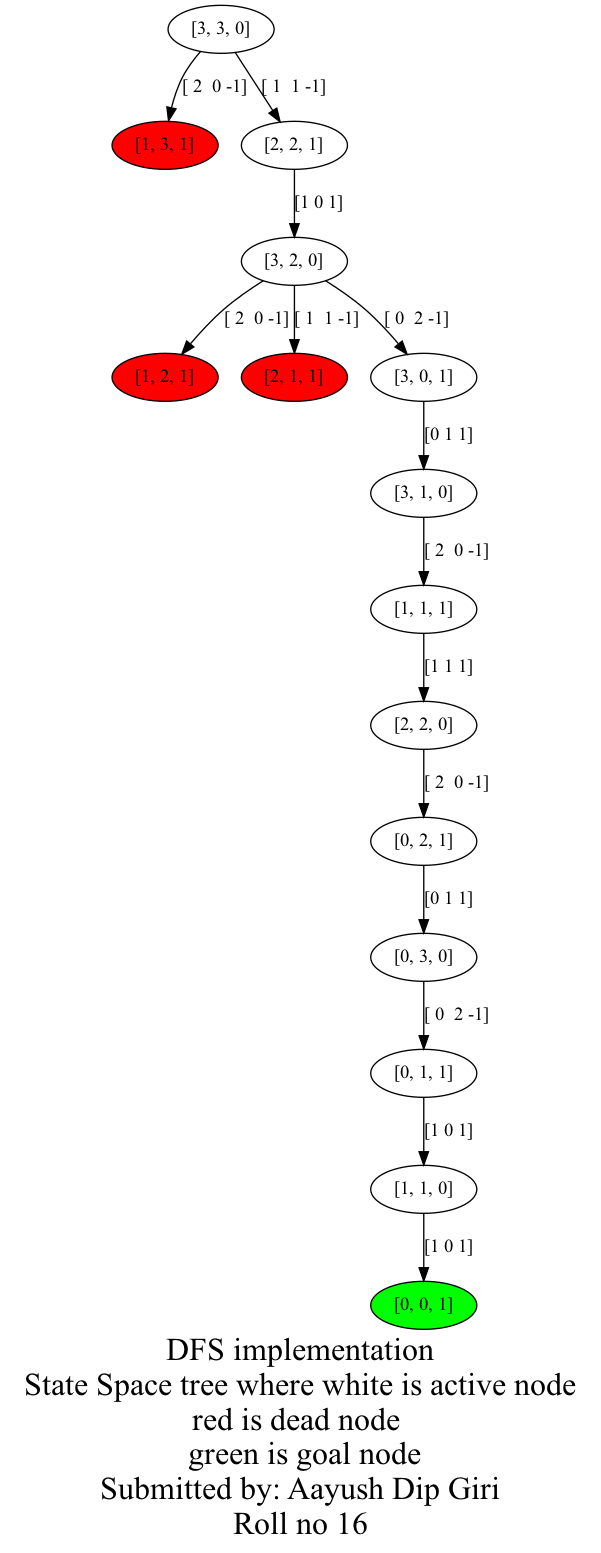 [3, 3, 0]
[ 2  0 -1] [ 1  1 -1]
[1, 3, 1] [2, 2, 1]
[1 0 1]
[3, 2, 0]
[ 2  0 -1] [ 1  1 -1] [ 0  2 -1]
[1, 2, 1] [2, 1, 1] [3, 0, 1]
[0 1 1]
[3, 1, 0]
[ 2  0 -1]
[1, 1, 1]
[1 1 1]
[2, 2, 0]
[ 2  0 -1]
[0, 2, 1]
[0 1 1]
[0, 3, 0]
[ 0  2 -1]
[0, 1, 1]
[1 0 1]
[1, 1, 0]
[1 0 1]
[0, 0, 1]
DFS implementation
State Space tree where white is active node
red is dead node
green is goal node
Submitted by: Aayush Dip Giri
Roll no 16